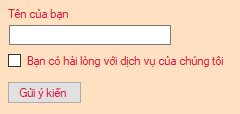 Tên của bạn
Bạn có hài lòng với dịch vụ của chúng tôi
Gửi ý kiến